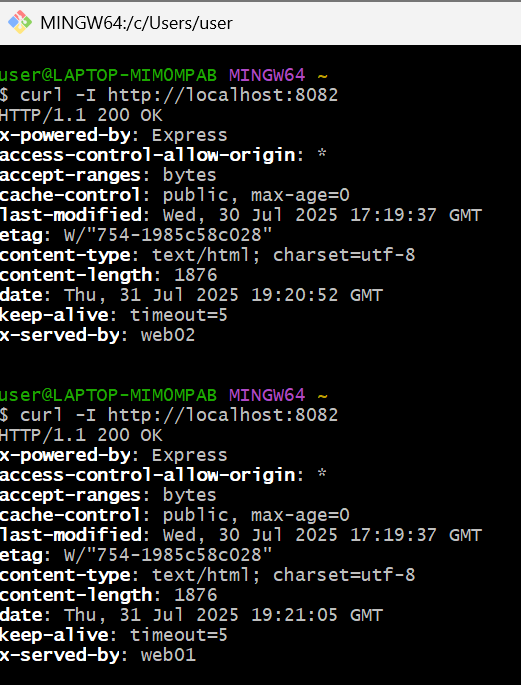 MINGW64:/c/Users/user
user@LAPTOP-MIMOMPAB MINGW64 ~
$ curl -I http://localhost:8082
HTTP/1.1 200 OK
x-powered-by: Express
access-control-allow-origin: *
accept-ranges: bytes
cache-control: public, max-age=0
last-modified: Wed, 30 Jul 2025 17:19:37 GMT
etag: W/"754-1985c58c028"
content-type: text/html; charset=utf-8
content-length: 1876
date: Thu, 31 Jul 2025 19:20:52 GMT
keep-alive: timeout=5
x-served-by: web02
user@LAPTOP-MIMOMPAB MINGW64 ~
$ curl -I http://localhost:8082
HTTP/1.1 200 OK
x-powered-by: Express
access-control-allow-origin: *
accept-ranges: bytes
cache-control: public, max-age=0
last-modified: Wed, 30 Jul 2025 17:19:37 GMT
etag: W/"754-1985c58c028"
content-type: text/html; charset=utf-8
content-length: 1876
date: Thu, 31 Jul 2025 19:21:05 GMT
keep-alive: timeout=5
x-served-by: web01